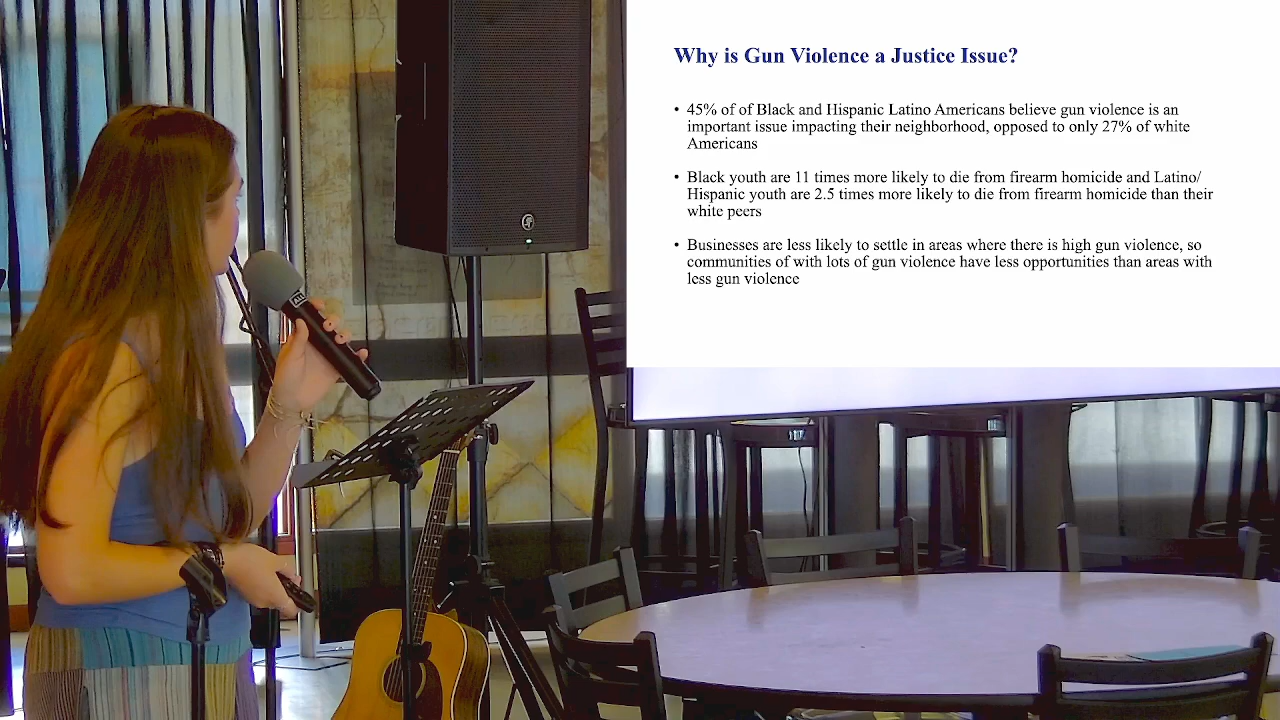 Why is Gun Violence a Justice Issue?
• 45% of of Black and Hispanic Latino Americans believe gun violence is an
important issue impacting their neighborhood, opposed to only 27% of white
Americans
• Black youth are 11 times more likely to die from firearm homicide and Latino/
Hispanic youth are 2.5 times more likely to die from firearm homicide than their
white peers
• Businesses are less likely to settle in areas where there is high gun violence, so
communities of with lots of gun violence have less opportunities than areas with
less gun violence